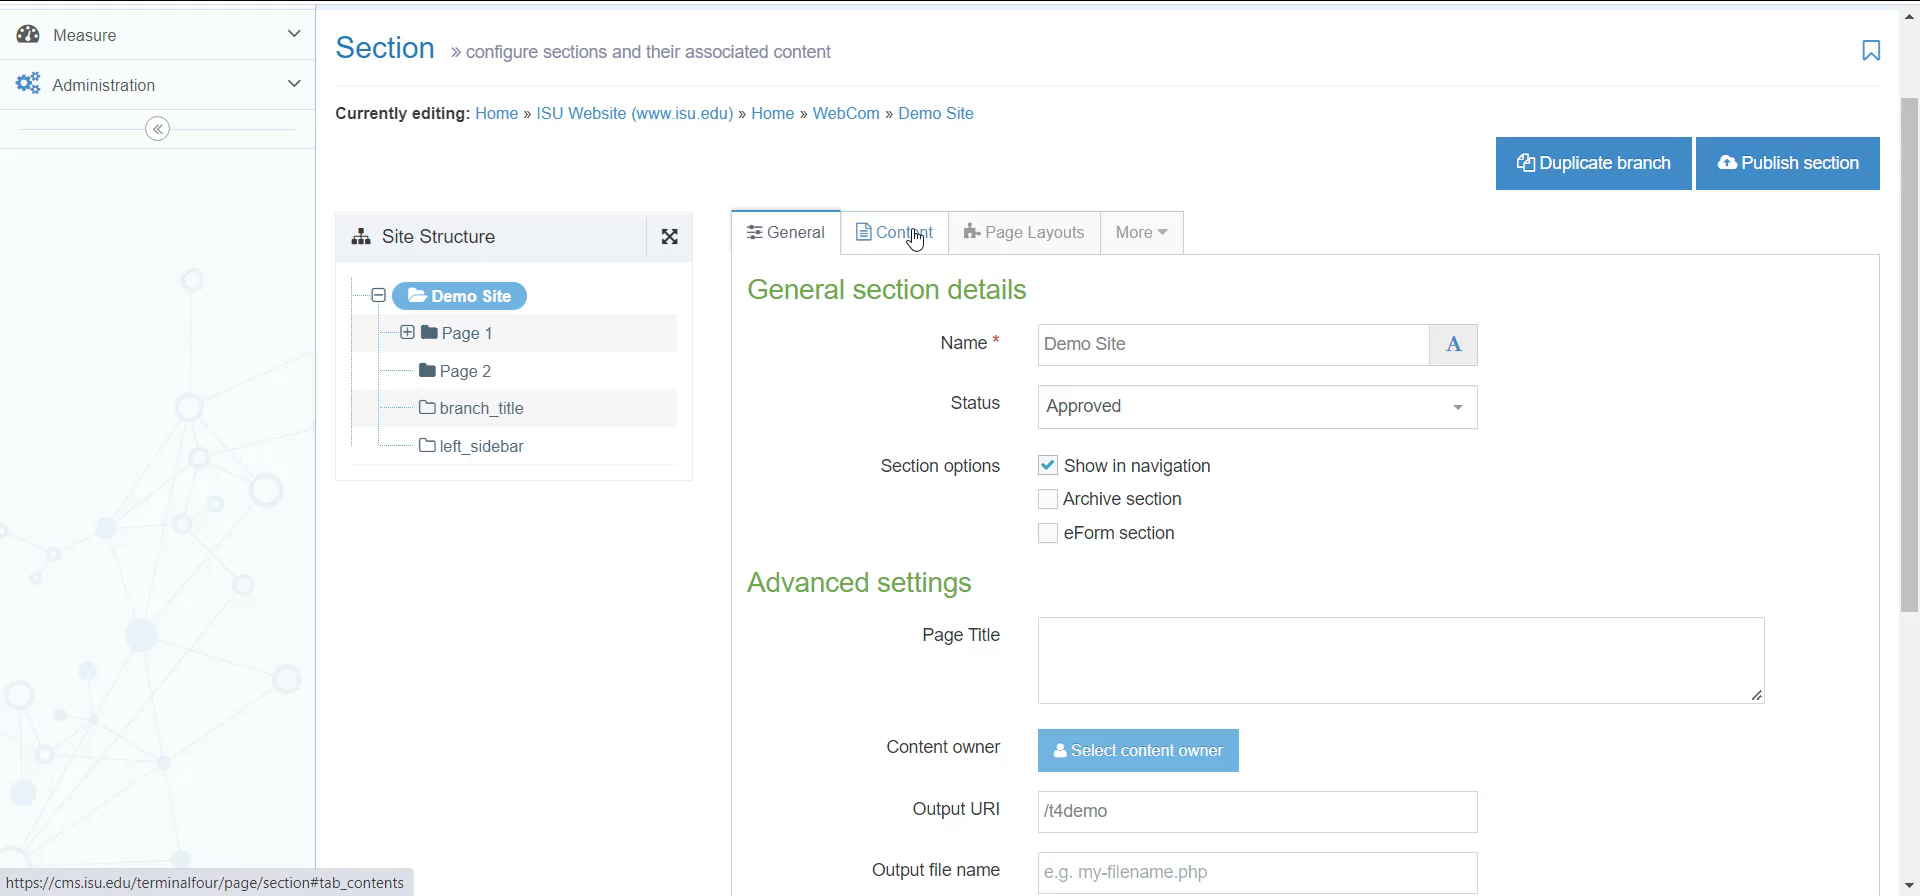 Measure
Administration
Section » configure sections and their associated content
Currently editing: Home » ISU Website (www.isu.edu) » Home » WebCom » Demo Site
Duplicate branch
Publish section
Site Structure
Demo Site
Page 1
Page 2
branch_title
left_sidebar
General
Content
Page Layouts
More
General section details
Name *
Demo Site
A
Status
Approved
Section options
Show in navigation
Archive section
eForm section
Advanced settings
Page Title
Content owner
Select content owner
Output URI
/t4demo
Output file name
e.g. my-filename.php
https://cms.isu.edu/terminalfour/page/section#tab_contents